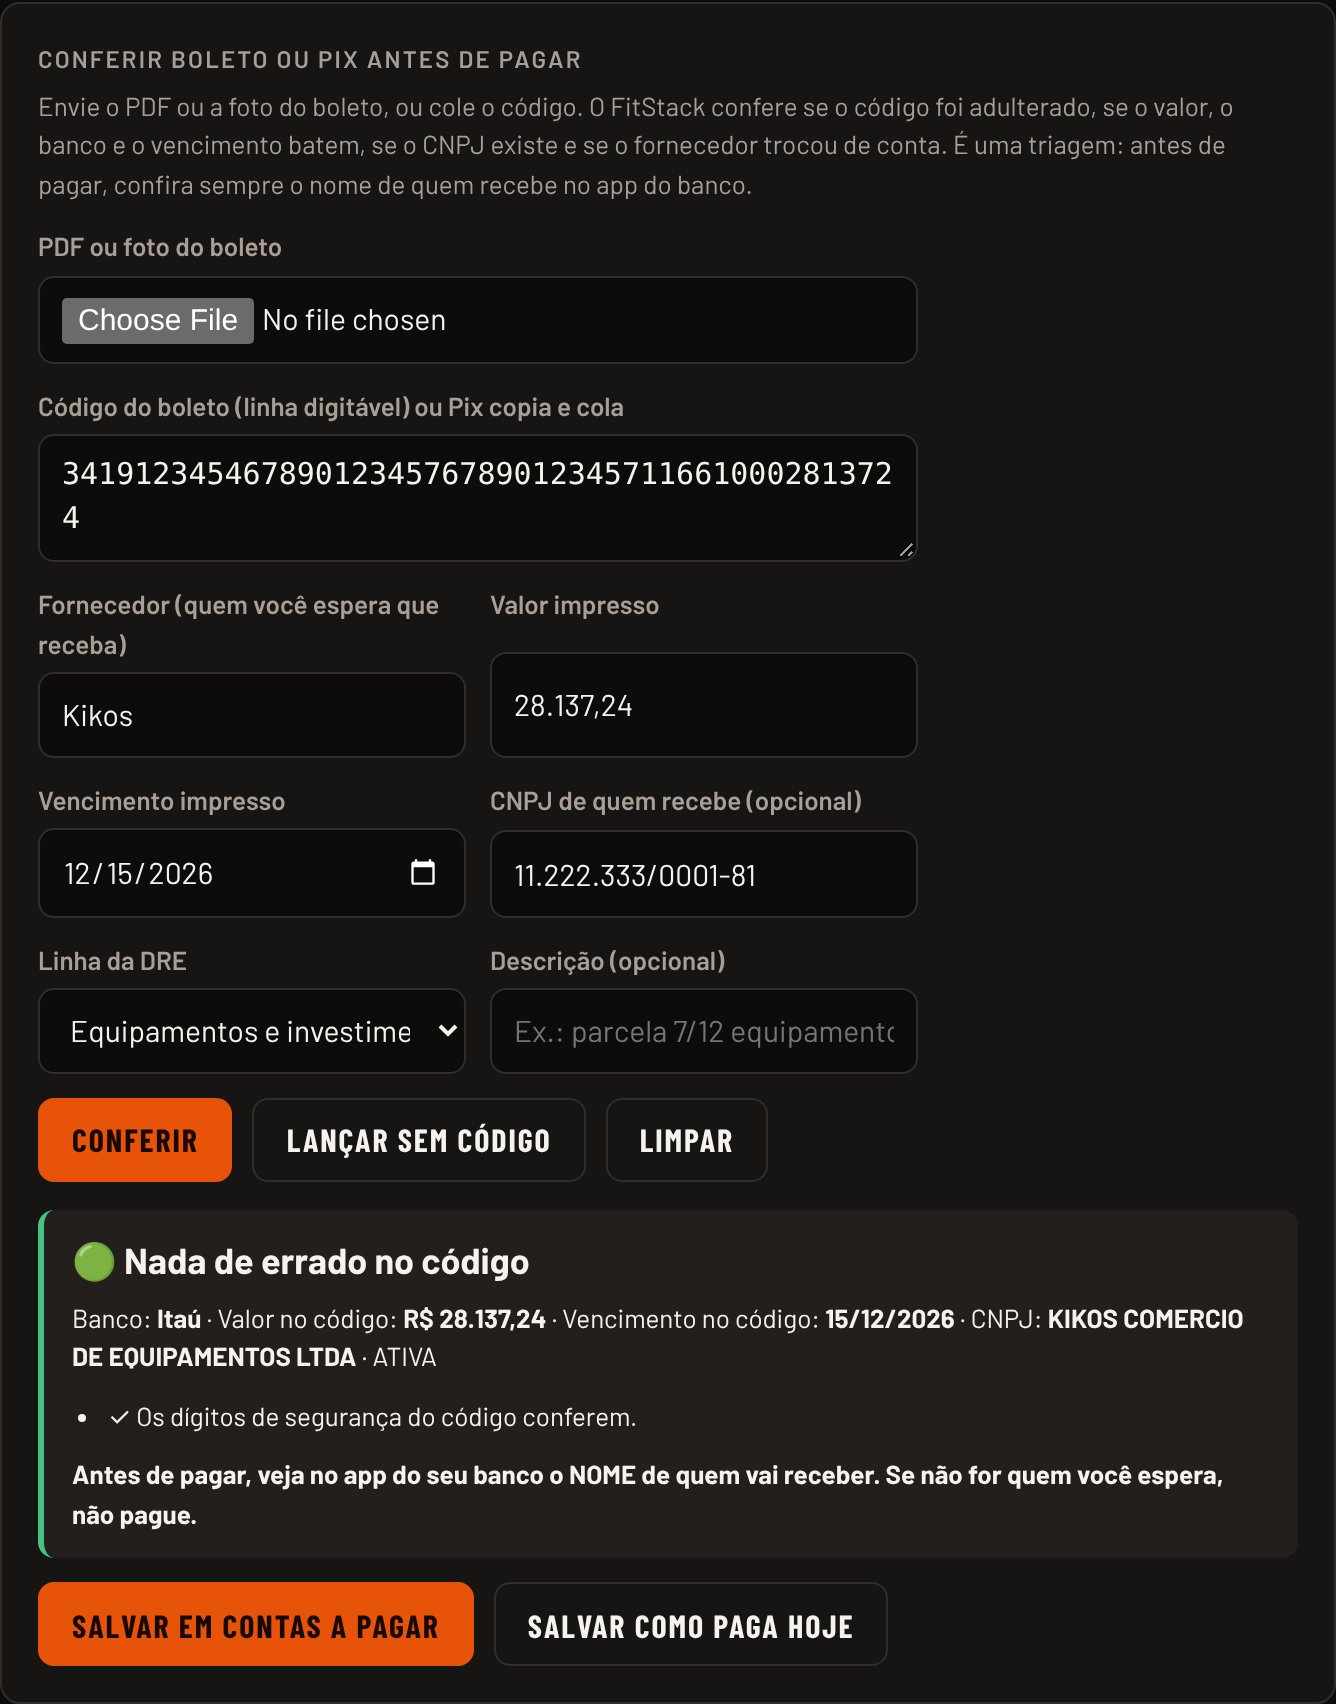 CONFERIR BOLETO OU PIX ANTES DE PAGAR
Envie o PDF ou a foto do boleto, ou cole o código. O FitStack confere se o código foi adulterado, se o valor, o
banco e o vencimento batem, se o CNPJ existe e se o fornecedor trocou de conta. É uma triagem: antes de
pagar, confira sempre o nome de quem recebe no app do banco.
PDF ou foto do boleto
Choose File No file chosen
Código do boleto (linha digitável) ou Pix copia e cola
3419123454678901234576789012345711661000281372
4
Fornecedor (quem você espera que
receba)
Valor impresso
Kikos
28.137,24
Vencimento impresso
CNPJ de quem recebe (opcional)
12/15/2026
11.222.333/0001-81
Linha da DRE
Descrição (opcional)
Equipamentos e investime
Ex.: parcela 7/12 equipamento
CONFERIR
LANÇAR SEM CÓDIGO
LIMPAR
🟢 Nada de errado no código
Banco: Itaú · Valor no código: R$ 28.137,24 · Vencimento no código: 15/12/2026 · CNPJ: KIKOS COMERCIO
DE EQUIPAMENTOS LTDA · ATIVA
• ✓ Os dígitos de segurança do código conferem.
Antes de pagar, veja no app do seu banco o NOME de quem vai receber. Se não for quem você espera,
não pague.
SALVAR EM CONTAS A PAGAR
SALVAR COMO PAGA HOJE